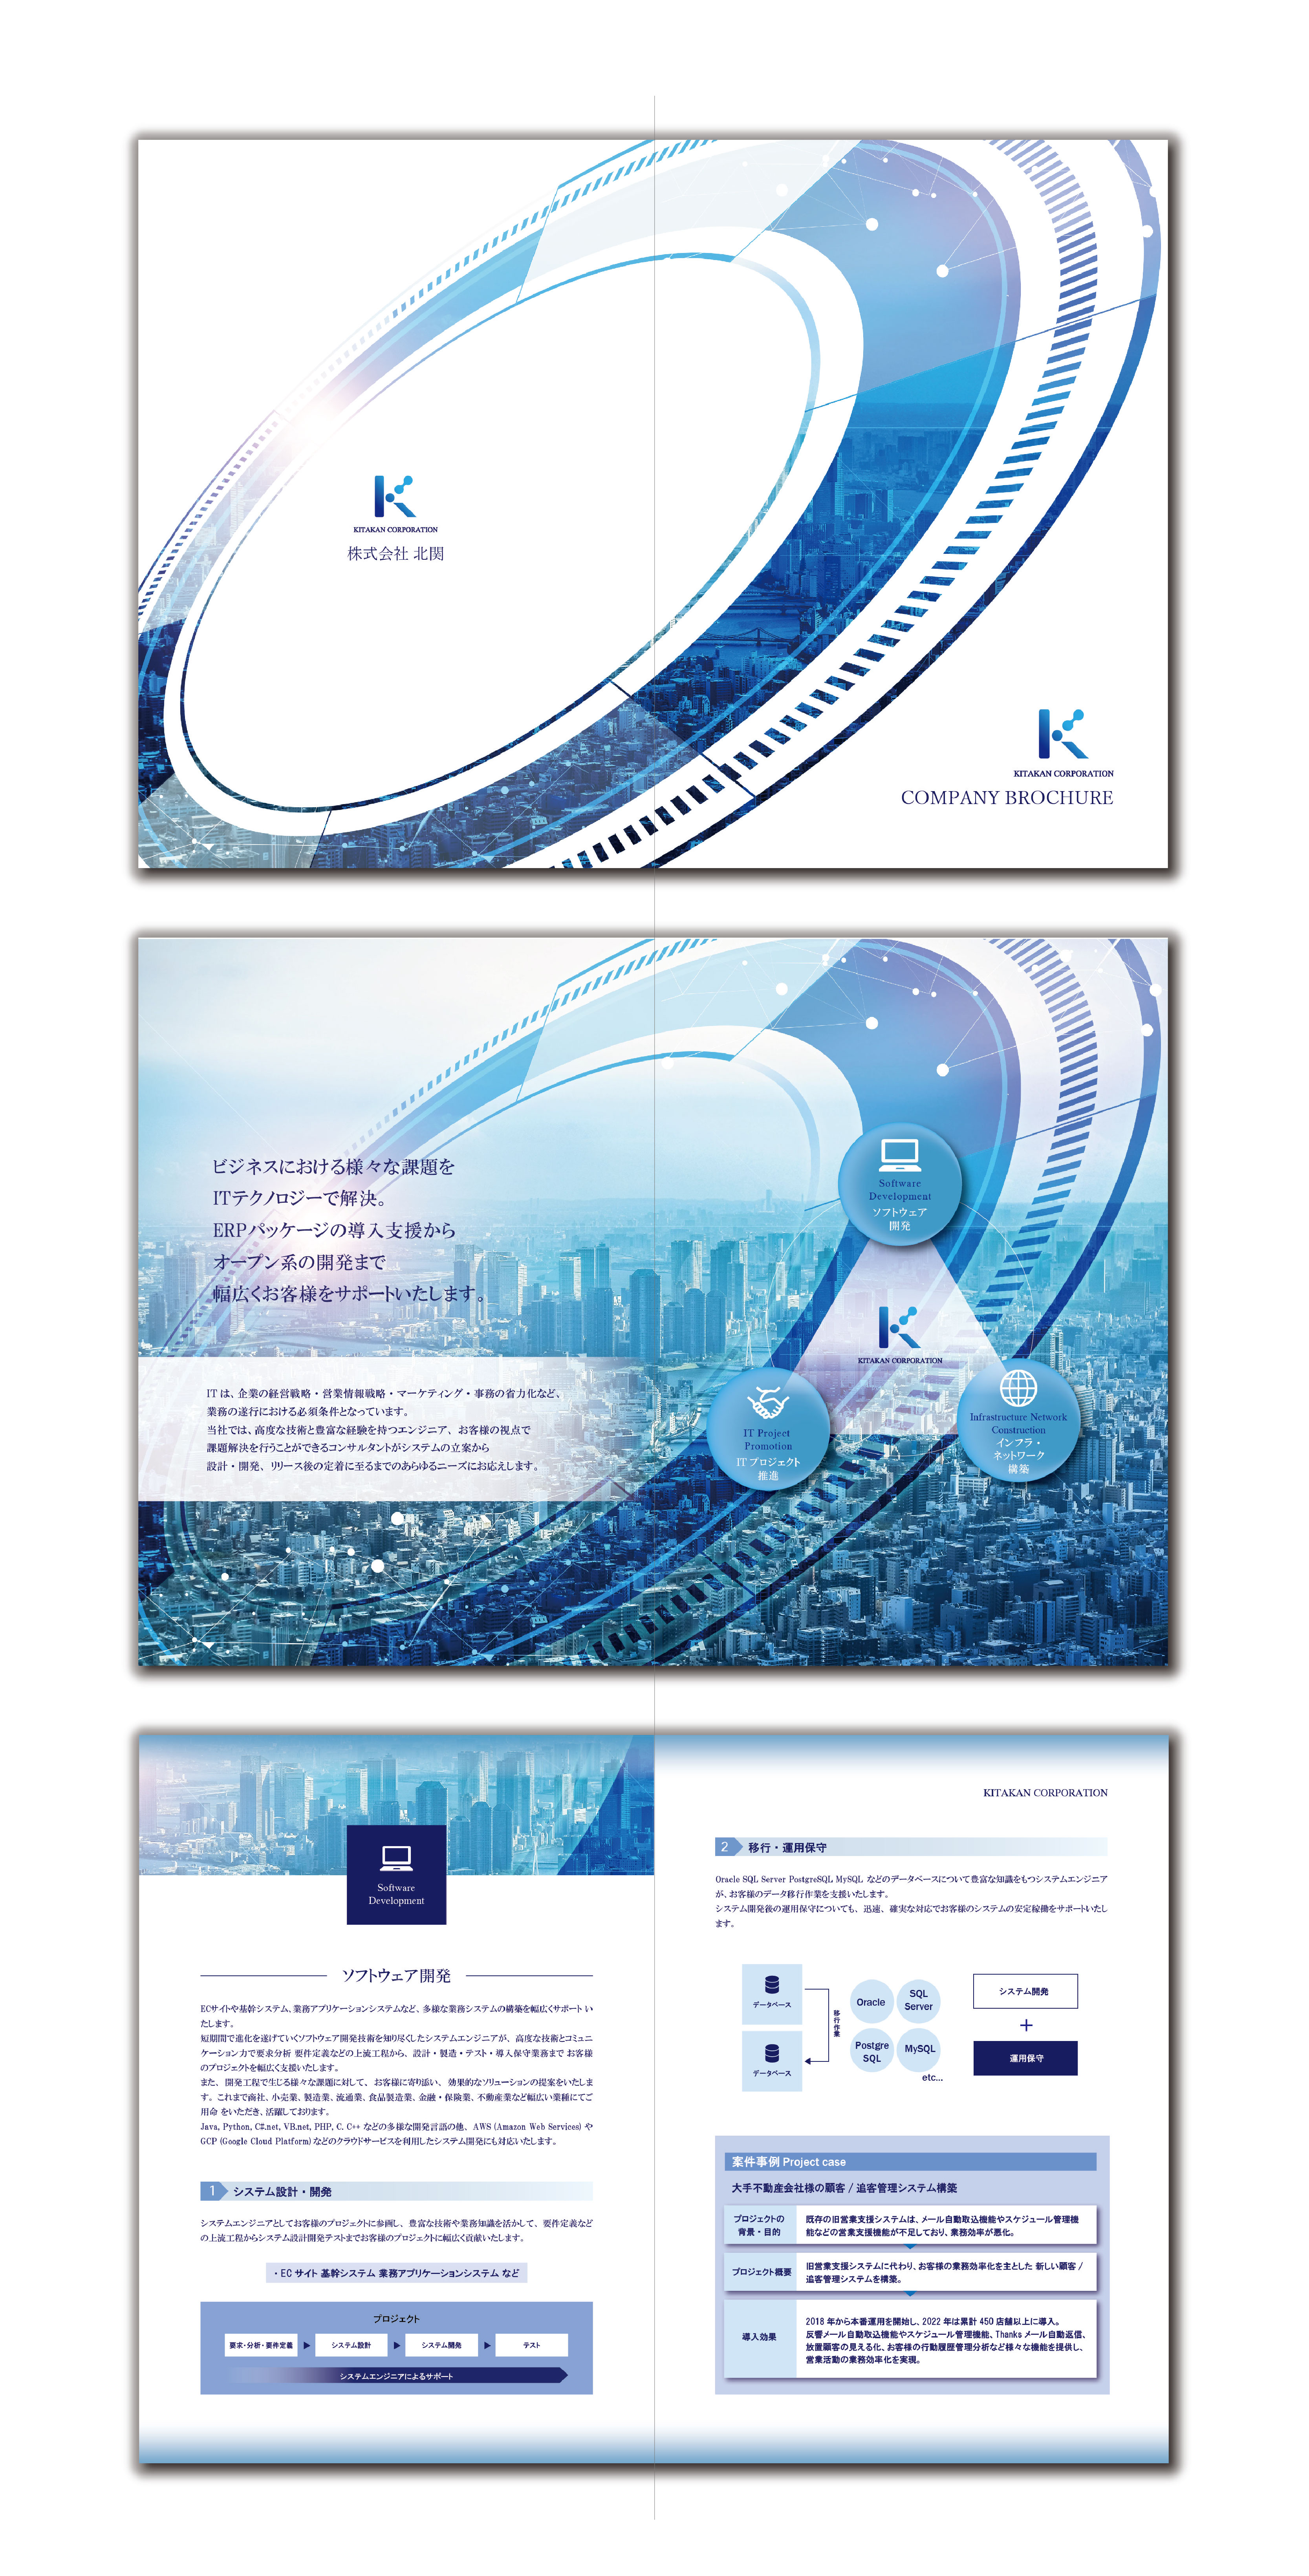 KITAKAN CORPORATION
株式会社 北関
KITAKAN CORPORATION
COMPANY BROCHURE
ビジネスにおける様々な課題を
ITテクノロジーで解決。
ERPパッケージの導入支援から
オープン系の開発まで
幅広くお客様をサポートいたします。
ITは、企業の経営戦略・営業情報戦略・マーケティング・事務の省力化など、
業務の遂行における必須条件となっています。
当社では、高度な技術と豊富な経験を持つエンジニア、お客様の視点で
課題解決を行うことができるコンサルタントがシステムの立案から
設計・開発、リリース後の定着に至るまでのあらゆるニーズにお応えします。
Software
Development
ソフトウェア
開発
KITAKAN CORPORATION
IT Project
Promotion
ITプロジェクト
推進
Infrastructure Network
Construction
インフラ・
ネットワーク
構築
Software
Development
ソフトウェア開発
ECサイトや基幹システム、業務アプリケーションシステムなど、多様な業務システムの構築を幅広くサポート い
たします。
短期間で進化を遂げていくソフトウェア開発技術を知り尽くしたシステムエンジニアが、高度な技術とコミュニ
ケーション力で要求分析 要件定義などの上流工程から、設計・製造・テスト・導入保守業務まで お客様
のプロジェクトを幅広く支援いたします。
また、開発工程で生じる様々な課題に対して、お客様に寄り添い、効果的なソリューションの提案をいたしま
す。これまで商社、小売業、製造業、流通業、食品製造業、金融・保険業、不動産業など幅広い業種にてご
用命 をいただき、活躍しております。
Java, Python, C#.net, VB.net, PHP, C. C++ などの多様な開発言語の他、AWS (Amazon Web Services) や
GCP (Google Cloud Platform) などのクラウドサービスを利用したシステム開発にも対応いたします。
1 システム設計・開発
システムエンジニアとしてお客様のプロジェクトに参画し、豊富な技術や業務知識を活かして、要件定義など
の上流工程からシステム設計開発テストまでお客様のプロジェクトに幅広く貢献いたします。
・EC サイト 基幹システム 業務アプリケーションシステム など
プロジェクト
要求・分析・要件定義
システム設計
システム開発
テスト
システムエンジニアによるサポート
KITAKAN CORPORATION
2 移行・運用保守
Oracle SQL Server PostgreSQL MySQL などのデータベースについて豊富な知識をもつシステムエンジニア
が、お客様のデータ移行作業を支援いたします。
システム開発後の運用保守についても、迅速、確実な対応でお客様のシステムの安定稼働をサポートいたし
ます。
データベース
データベース
移行作業
Oracle
SQL
Server
Postgre
SQL
MySQL
etc...
システム開発
+
運用保守
案件事例 Project case
大手不動産会社様の顧客 / 追客管理システム構築
プロジェクトの
背景・目的
既存の旧営業支援システムは、メール自動取込機能やスケジュール管理機
能などの営業支援機能が不足しており、業務効率が悪化。
プロジェクト概要
旧営業支援システムに代わり、お客様の業務効率化を主とした 新しい顧客 /
追客管理システムを構築。
導入効果
2018 年から本番運用を開始し、2022 年は累計 450 店舗以上に導入。
反響メール自動取込機能やスケジュール管理機能、Thanks メール自動返信、
放置顧客の見える化、お客様の行動履歴管理分析など様々な機能を提供し、
営業活動の業務効率化を実現。